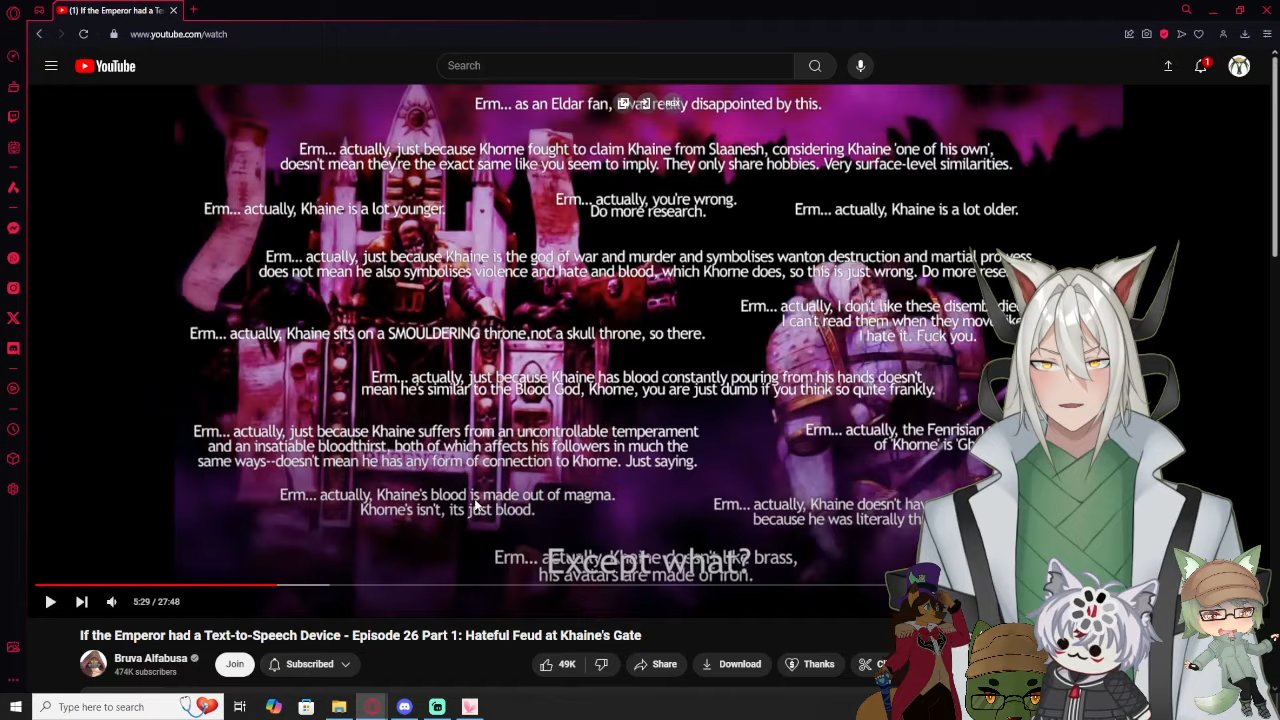 (1) If the Emperor had a Te
www.youtube.com/watch
YouTube
Search
1
Erm... as an Eldar fan, I was really disappointed by this.
Erm... actually, just because Khorne fought to claim Khaine from Slaanesh, considering Khaine 'one of his own',
doesn't mean they're the exact same like you seem to imply. They only share hobbies. Very surface-level similarities.
Erm... actually, Khaine is a lot younger.
Erm... actually, you're wrong.
Do more research.
Erm... actually, Khaine is a lot older.
Erm... actually, just because Khaine is the god of war and murder and symbolises wanton destruction and martial prowess,
does not mean he also symbolises violence and hate and blood, which Khorne does, so this is just wrong. Do more rese
Erm... actually, I don't like these disembodied
I can't read them when they move like
I hate it. Fuck you.
Erm... actually, Khaine sits on a SMOULDERING throne,not a skull throne, so there.
Erm... actually, just because Khaine has blood constantly pouring from his hands doesn't
mean he's similar to the Blood God, Khorne, you are just dumb if you think so quite frankly.
Erm... actually, just because Khaine suffers from an uncontrollable temperament
and an insatiable bloodthirst, both of which affects his followers in much the
same ways--doesn't mean he has any form of connection to Khorne. Just saying.
Erm... actually, the Fenrisian
of 'Khorne' is 'Gh
Erm... actually, Khaine's blood is made out of magma.
Khorne's isn't, its just blood.
Erm... actually, Khaine doesn't hav
because he was literally th
Erm... actually, Khaine doesn't like brass,
his avatars are made of iron.
Except what?
5:29 / 27:48
If the Emperor had a Text-to-Speech Device - Episode 26 Part 1: Hateful Feud at Khaine's Gate
Bruva Alfabusa
474K subscribers
Join
Subscribed
49K
Share
Download
Thanks
Type here to search